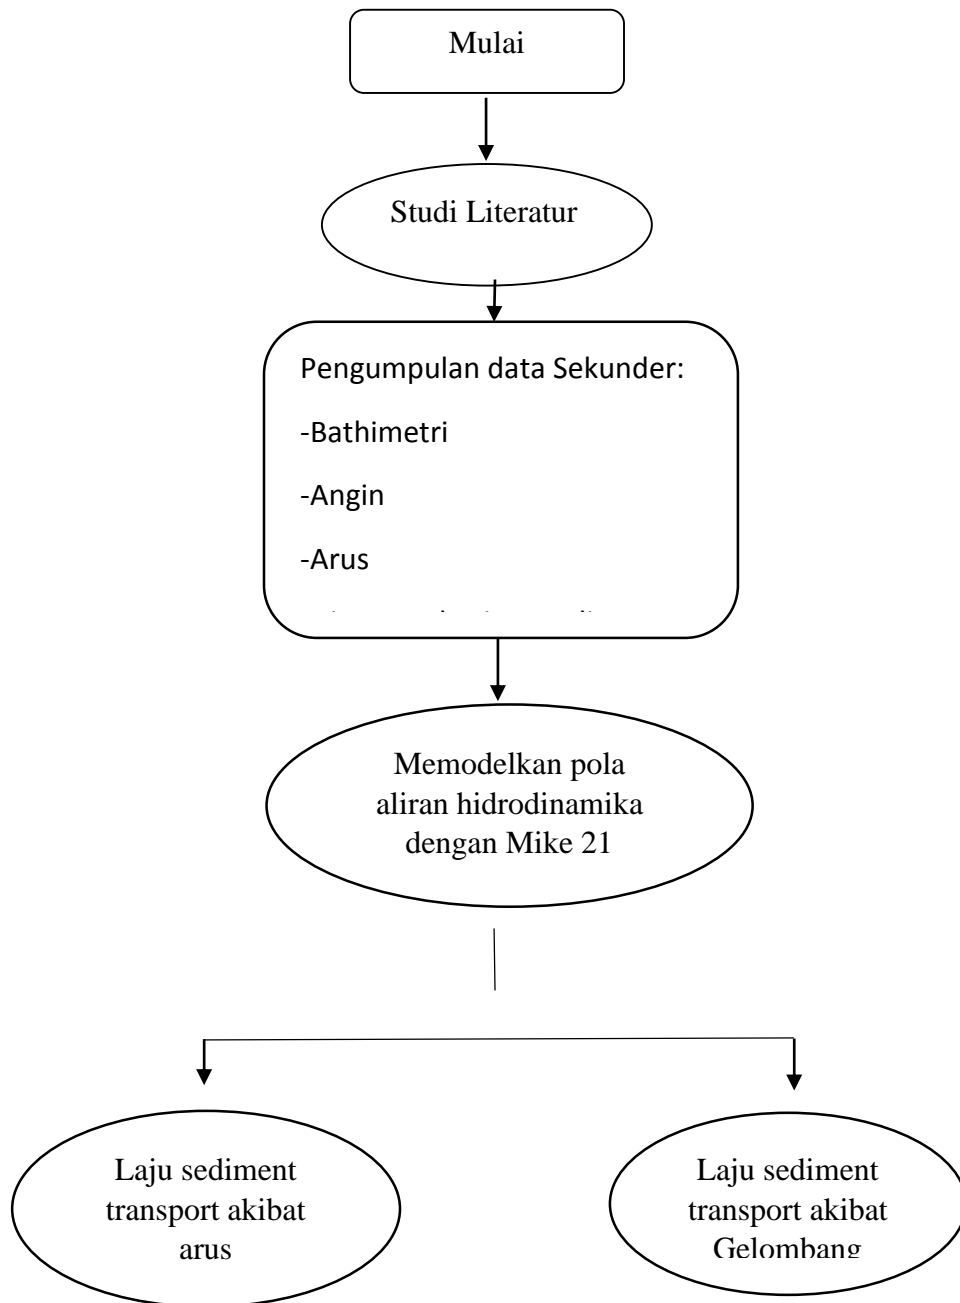 Mulai
Studi Literatur
Pengumpulan data Sekunder:
-Bathimetri
-Angin
-Arus
Memodelkan pola
aliran hidrodinamika
dengan Mike 21
Laju sediment
transport akibat
arus
Laju sediment
transport akibat
Gelombang